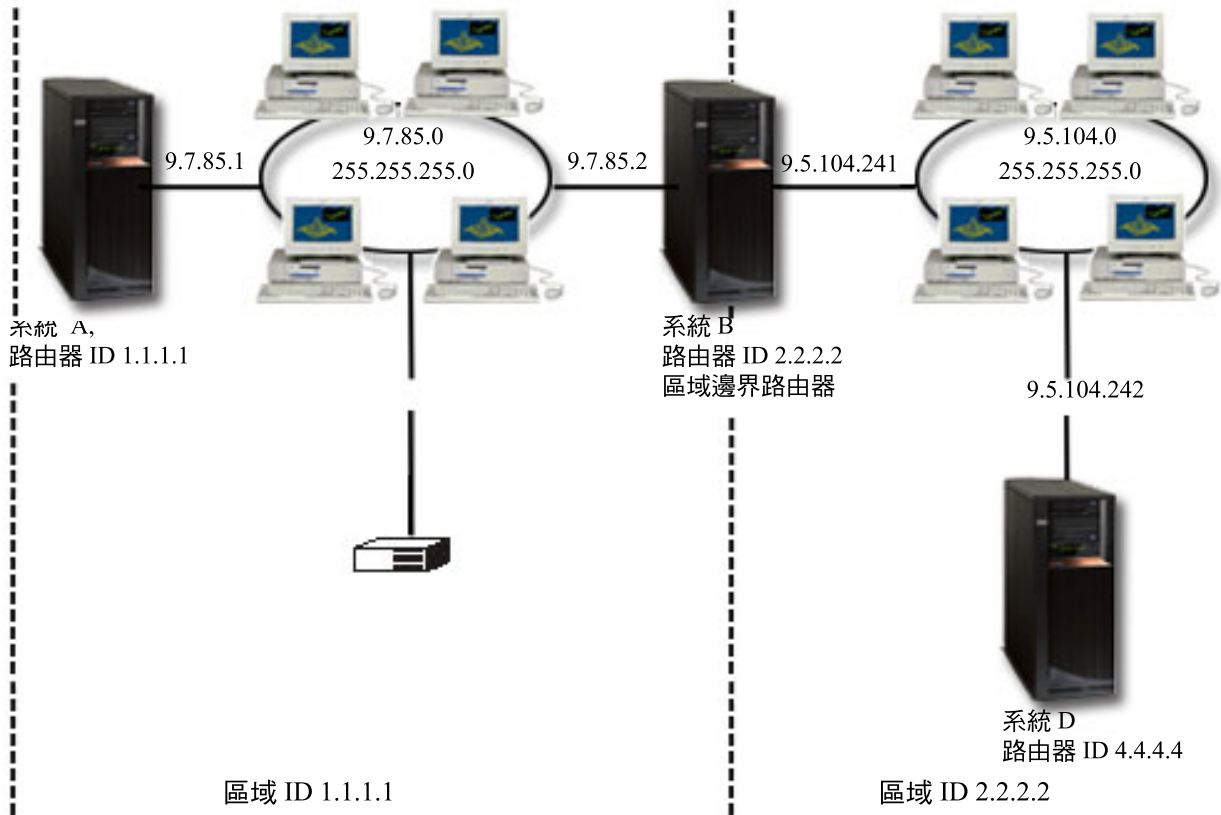 9.7.85.1
9.7.85.0
255.255.255.0
9.7.85.2
9.5.104.241
9.5.104.0
255.255.255.0
系統 A,
路由器 ID 1.1.1.1
系統 B
路由器 ID 2.2.2.2
區域邊界路由器
9.5.104.242
系統 D
路由器 ID 4.4.4.4
區域 ID 1.1.1.1
區域 ID 2.2.2.2